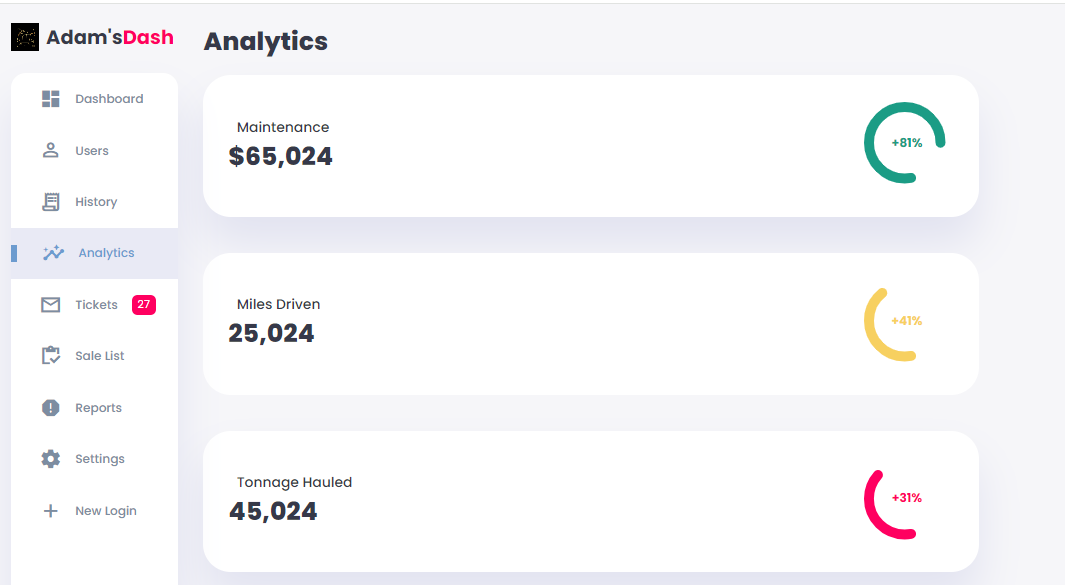 Adam'sDash
Dashboard
Users
History
Analytics
Tickets 27
Sale List
Reports
Settings
New Login
Analytics
Maintenance
$65,024
+81%
Miles Driven
25,024
+41%
Tonnage Hauled
45,024
+31%